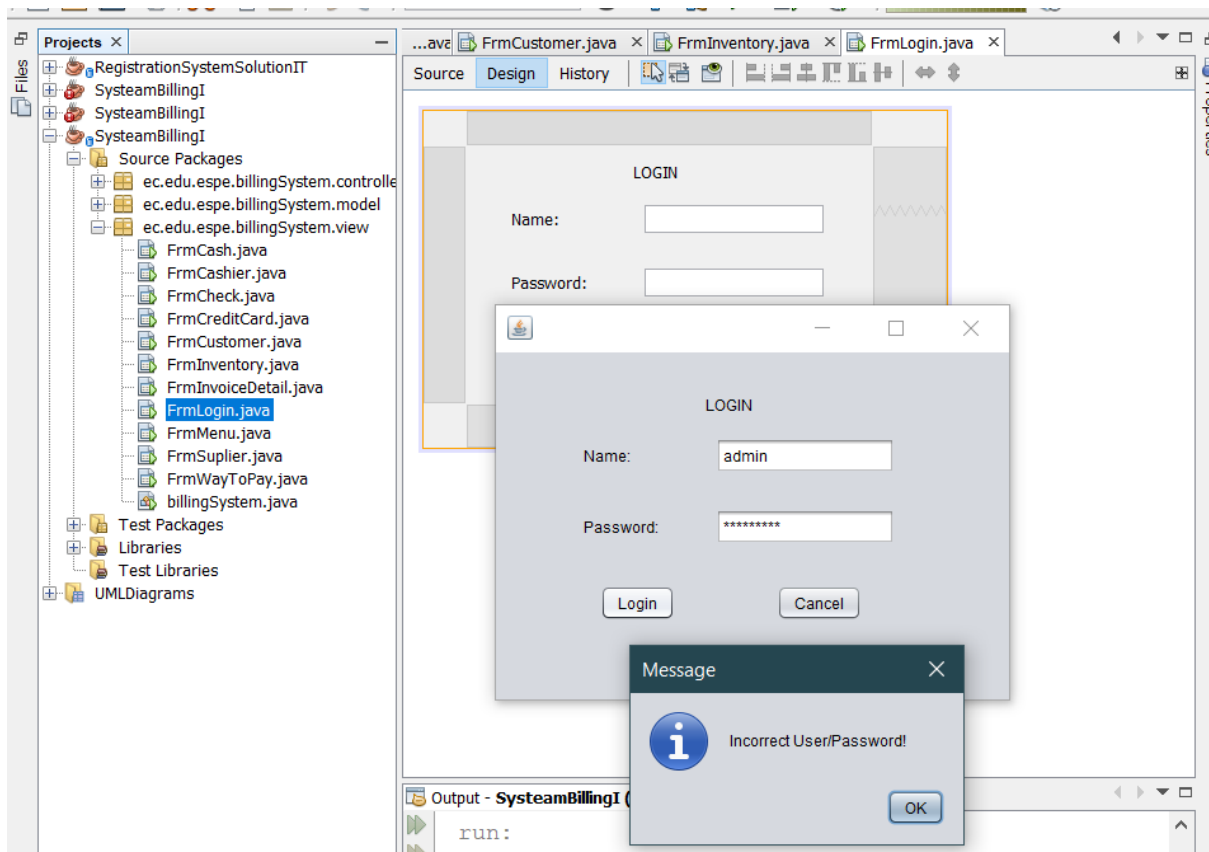 Projects
...ava FrmCustomer.java FrmInventory.java FrmLogin.java
Files
RegistrationSystemSolutionIT
SysteamBillingI
SysteamBillingI
SysteamBillingI
Source Packages
ec.edu.espe.billingSystem.controlle
ec.edu.espe.billingSystem.model
ec.edu.espe.billingSystem.view
FrmCash.java
FrmCashier.java
FrmCheck.java
FrmCreditCard.java
FrmCustomer.java
FrmInventory.java
FrmInvoiceDetail.java
FrmLogin.java
FrmMenu.java
FrmSuplier.java
FrmWayToPay.java
billingSystem.java
Test Packages
Libraries
Test Libraries
UMLDiagrams
Source Design History
LOGIN
Name:
Password:
LOGIN
Name: admin
Password: *********
Login Cancel
Message
Incorrect User/Password!
OK
Output - SysteamBillingI (
run: